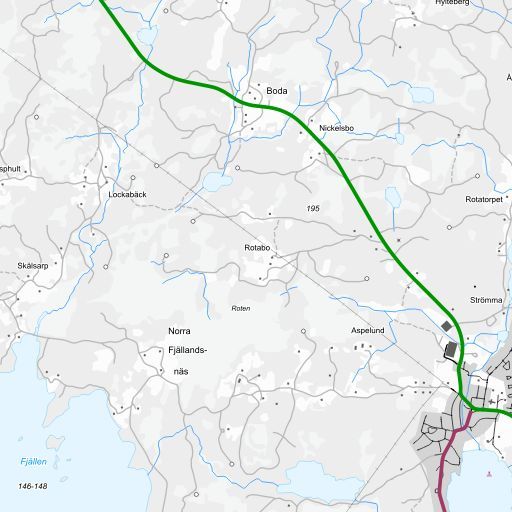 Hylteberg
Boda
Nickelsbo
sphult
Lockabäck
Rotatorpet
195
Rotabo
Skälsarp
Strömma
Roten
Norra
Fjällands-
näs
Aspelund
Fjällen
146-148